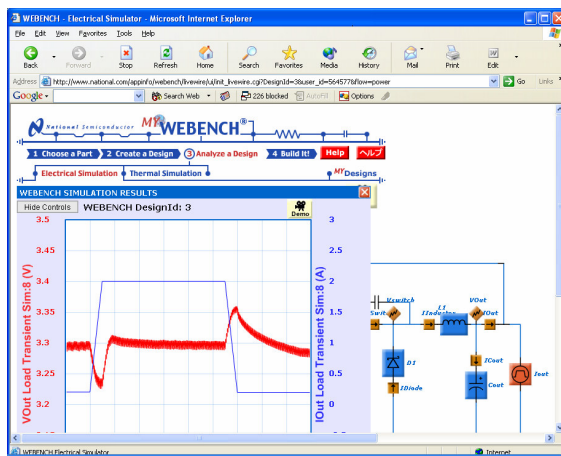 WEBENCH - Electrical Simulator - Microsoft Internet Explorer
File Edit View Favorites Tools Help
Back Forward Stop Refresh Home Search Favorites Media History Mail Print Edit
Address http://www.national.com/appinfo/webench/livewire/ui/init_livewire.cgi?DesignId=3&user_id=564577&flow=power Go Links
Google Search Web 226 blocked AutoFill Options
National Semiconductor
MY WEBENCH®
1 Choose a Part 2 Create a Design 3 Analyze a Design 4 Build It! Help ヘルプ
Electrical Simulation Thermal Simulation MY Designs
WEBENCH SIMULATION RESULTS
Hide Controls WEBENCH DesignId: 3 Demo
3.5 3
3.45 2.5
3.4 2
3.35 1.5
3.3 1
3.25 0.5
3.2 0
VOut Load Transient Sim:8 (V)
IOut Load Transient Sim:8 (A)
Vswitch L1 VOut
IInductor IOut
D1 ICout
IDiode Cout Iout
WEBENCH Electrical Simulator Internet